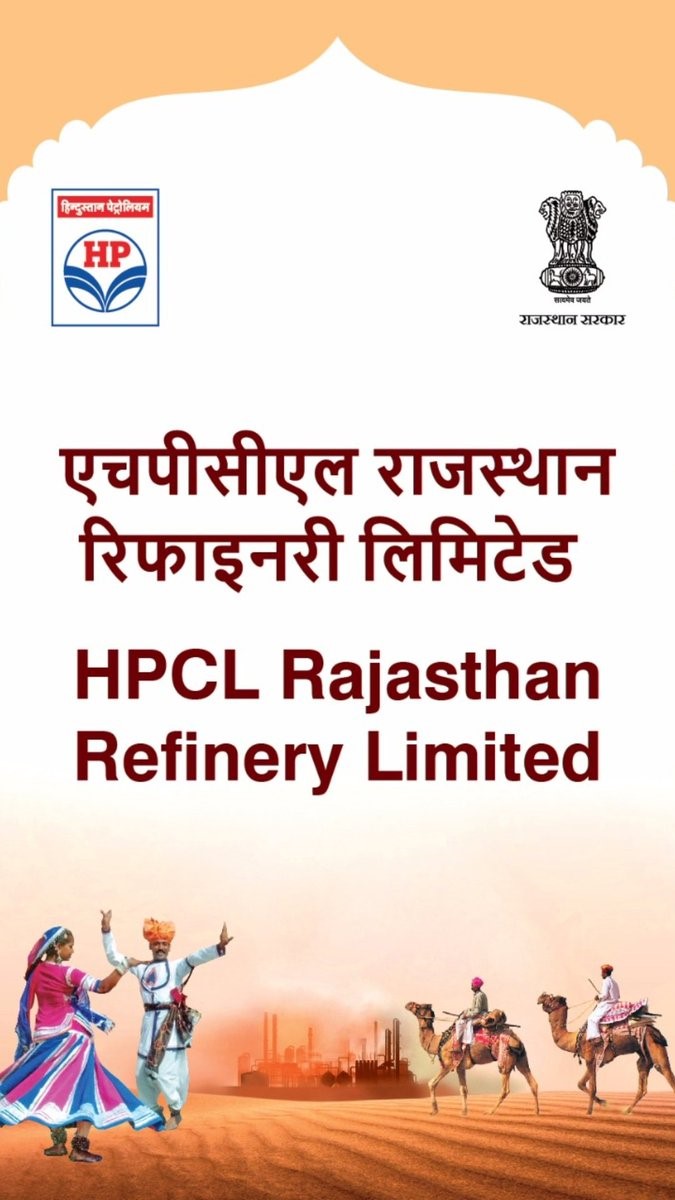 हिन्दुस्तान पेट्रोलियम
HP
सत्यमेव जयते
राजस्थान सरकार
एचपीसीएल राजस्थान
रिफाइनरी लिमिटेड
HPCL Rajasthan
Refinery Limited